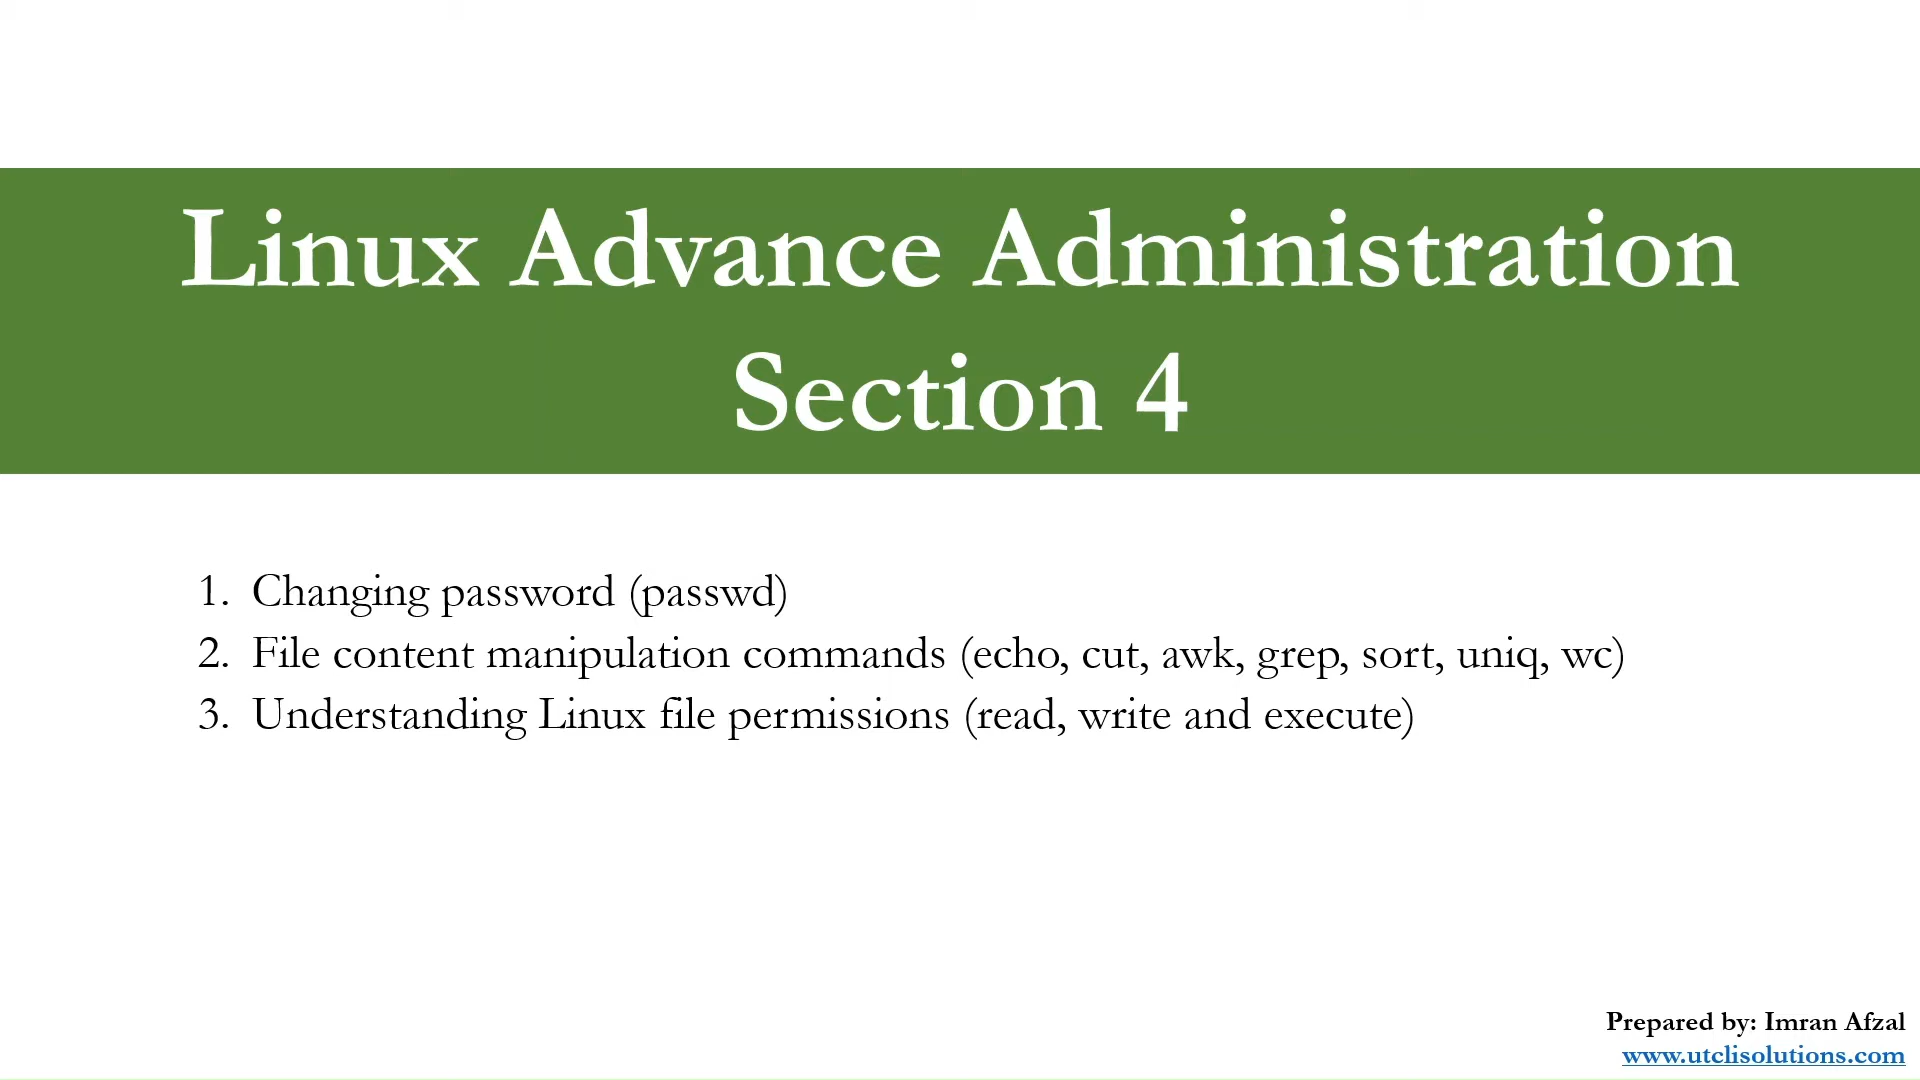 Linux Advance Administration
Section 4
1. Changing password (passwd)
2. File content manipulation commands (echo, cut, awk, grep, sort, uniq, wc)
3. Understanding Linux file permissions (read, write and execute)
Prepared by: Imran Afzal
www.utclisolutions.com